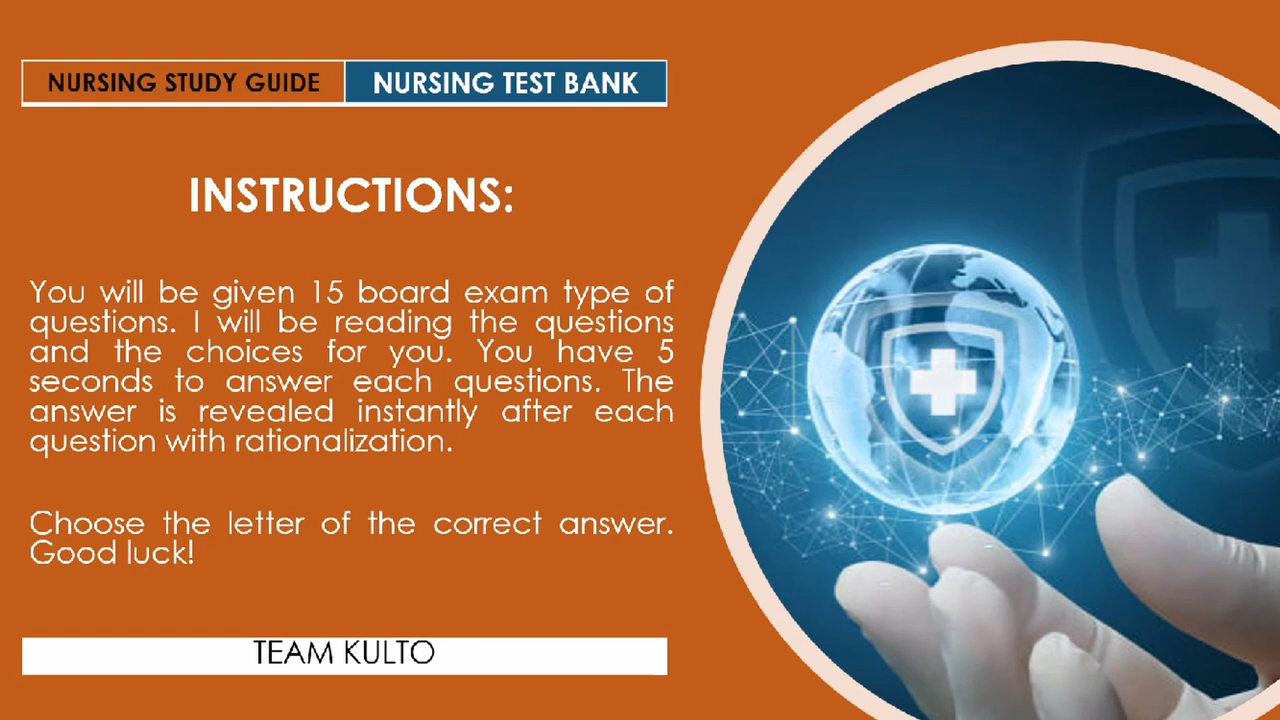 NURSING STUDY GUIDE NURSING TEST BANK
INSTRUCTIONS:
You will be given 15 board exam type of
questions. I will be reading the questions
and the choices for you. You have 5
seconds to answer each questions. The
answer is revealed instantly after each
question with rationalization.
Choose the letter of the correct answer.
Good luck!
TEAM KULTO